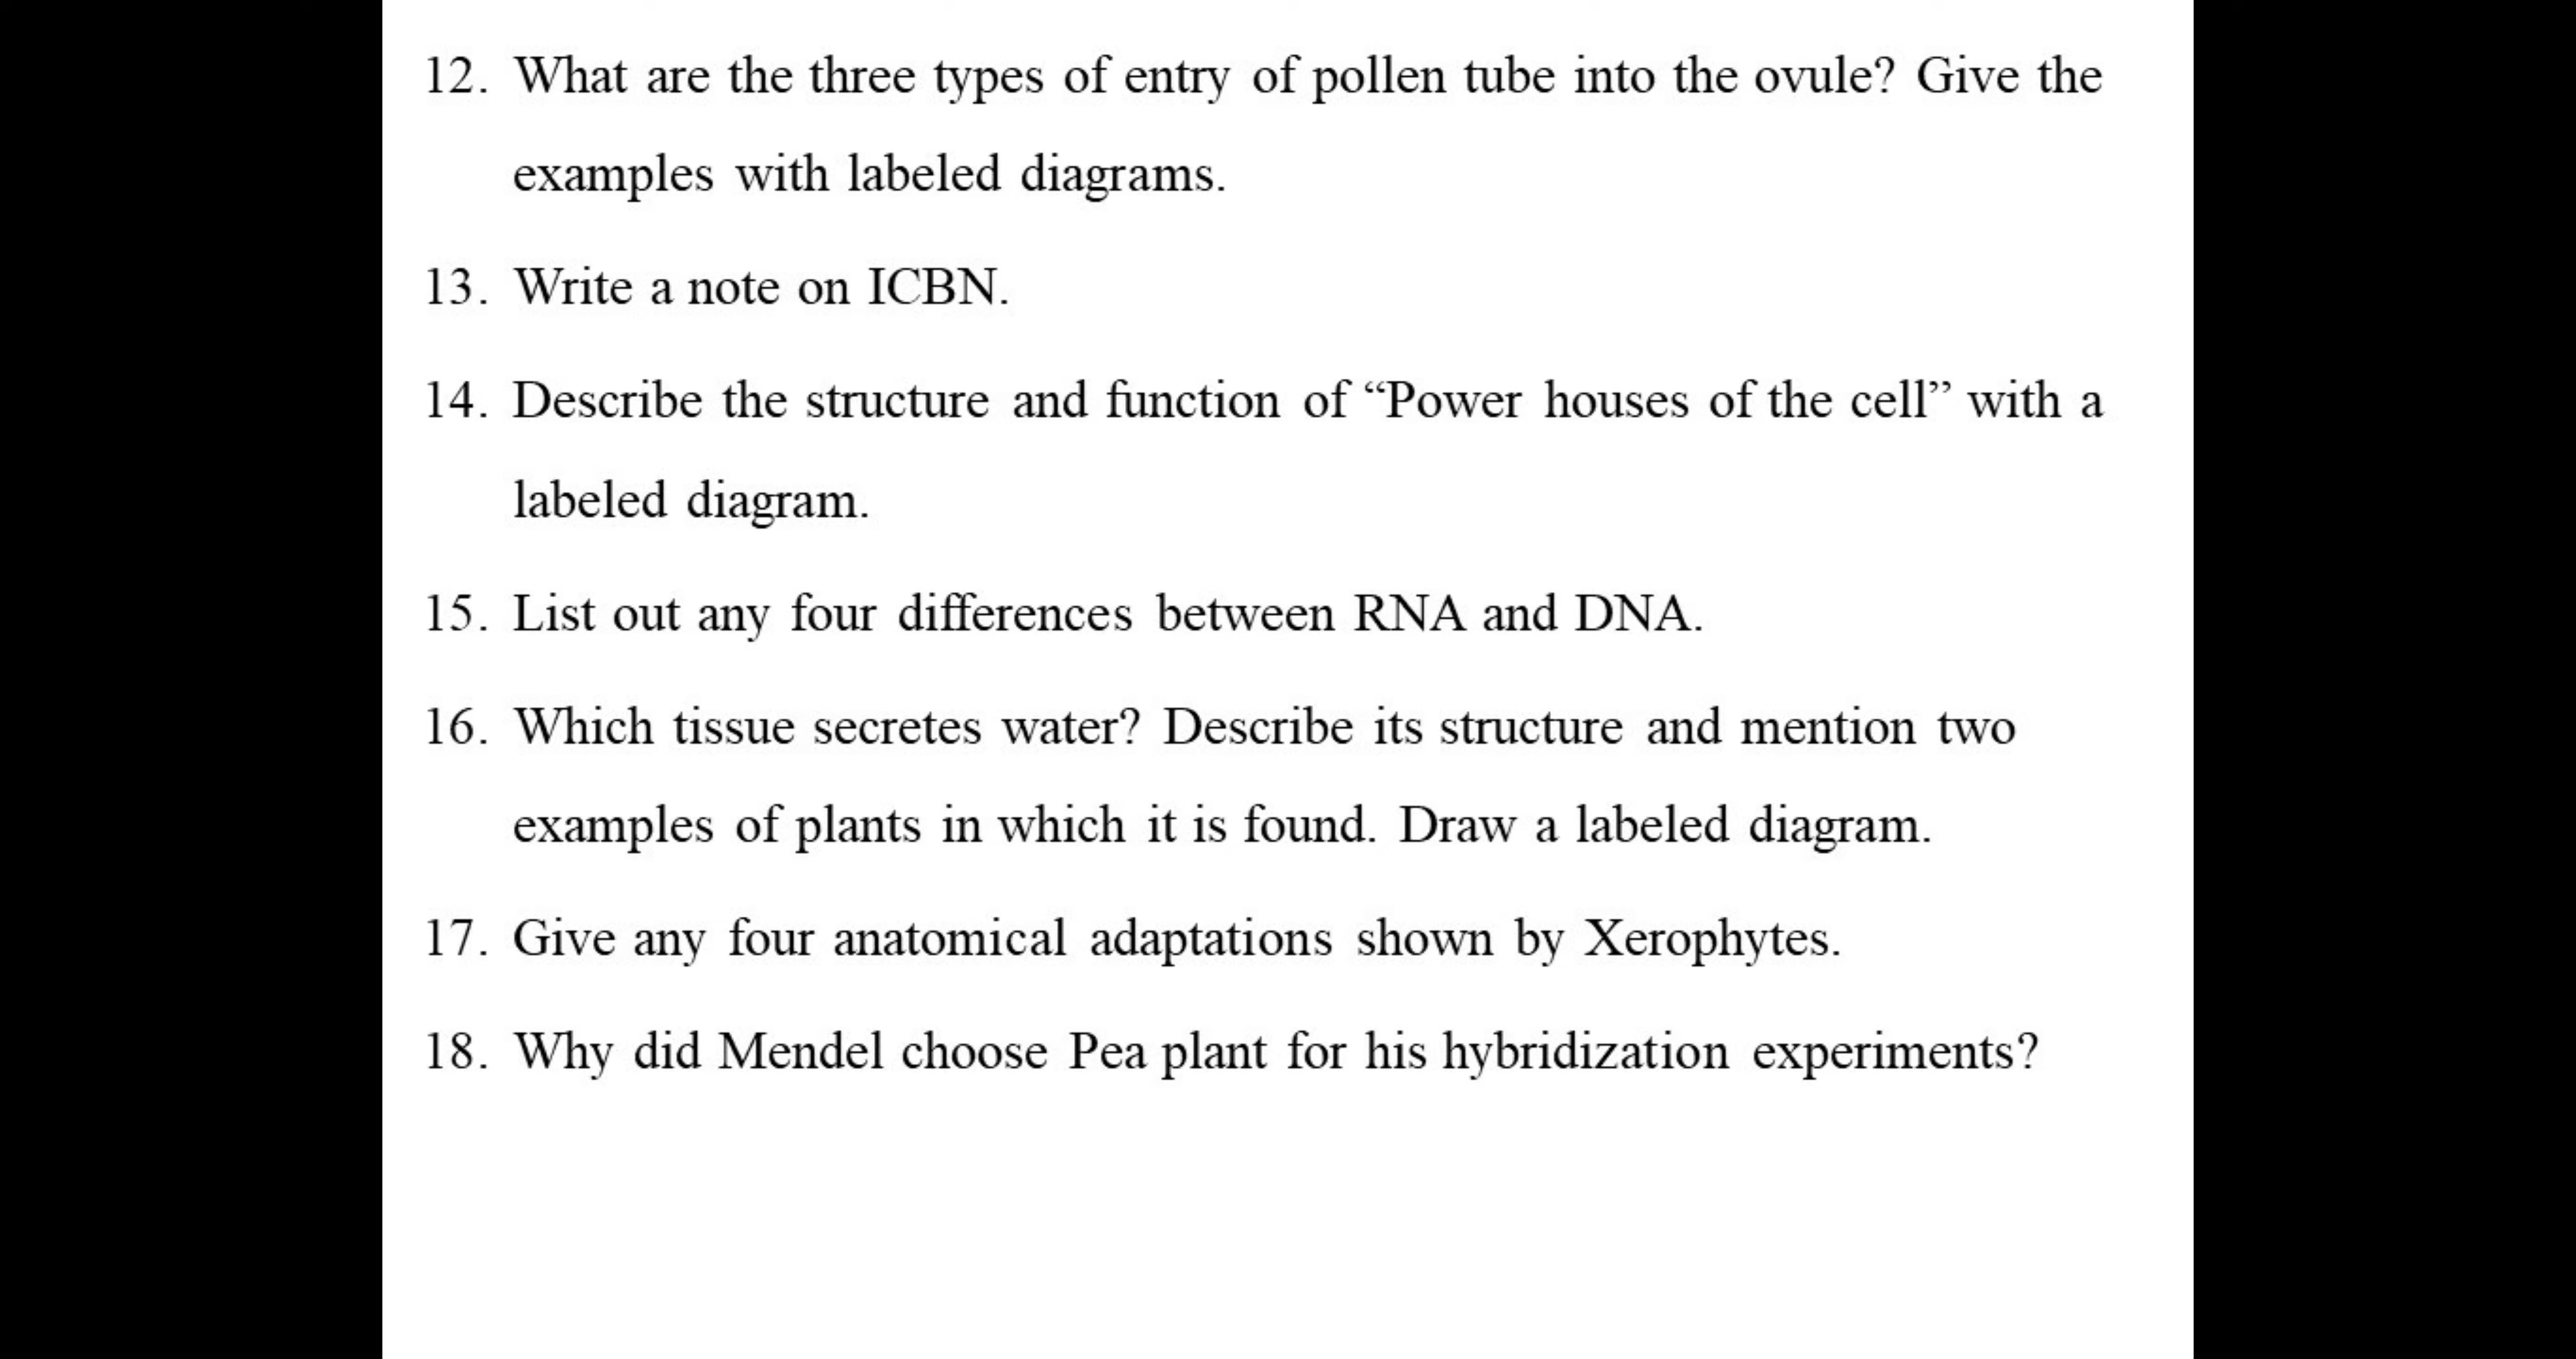 12. What are the three types of entry of pollen tube into the ovule? Give the
examples with labeled diagrams.
13. Write a note on ICBN.
14. Describe the structure and function of “Power houses of the cell” with a
labeled diagram.
15. List out any four differences between RNA and DNA.
16. Which tissue secretes water? Describe its structure and mention two
examples of plants in which it is found. Draw a labeled diagram.
17. Give any four anatomical adaptations shown by Xerophytes.
18. Why did Mendel choose Pea plant for his hybridization experiments?